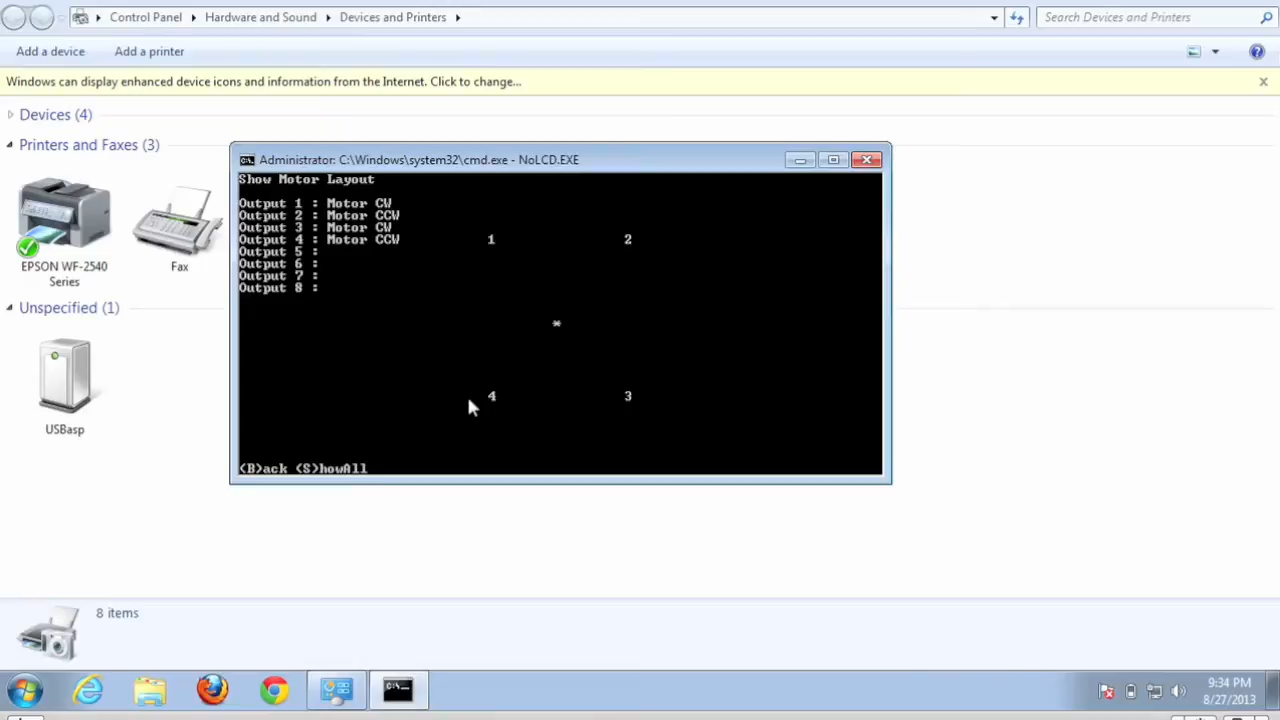 Control Panel ▸ Hardware and Sound ▸ Devices and Printers ▸
Search Devices and Printers
Add a device Add a printer
Windows can display enhanced device icons and information from the Internet. Click to change...
Devices (4)
Printers and Faxes (3)
EPSON WF-2540
Series
Fax
Unspecified (1)
USBasp
Administrator: C:\Windows\system32\cmd.exe - NoLCD.EXE
Show Motor Layout
Output 1 : Motor CW
Output 2 : Motor CCW
Output 3 : Motor CW
Output 4 : Motor CCW 1 2
Output 5 :
Output 6 :
Output 7 :
Output 8 :
*
4 3
(B)ack (S)howAll
8 items
C:\.
9:34 PM
8/27/2013